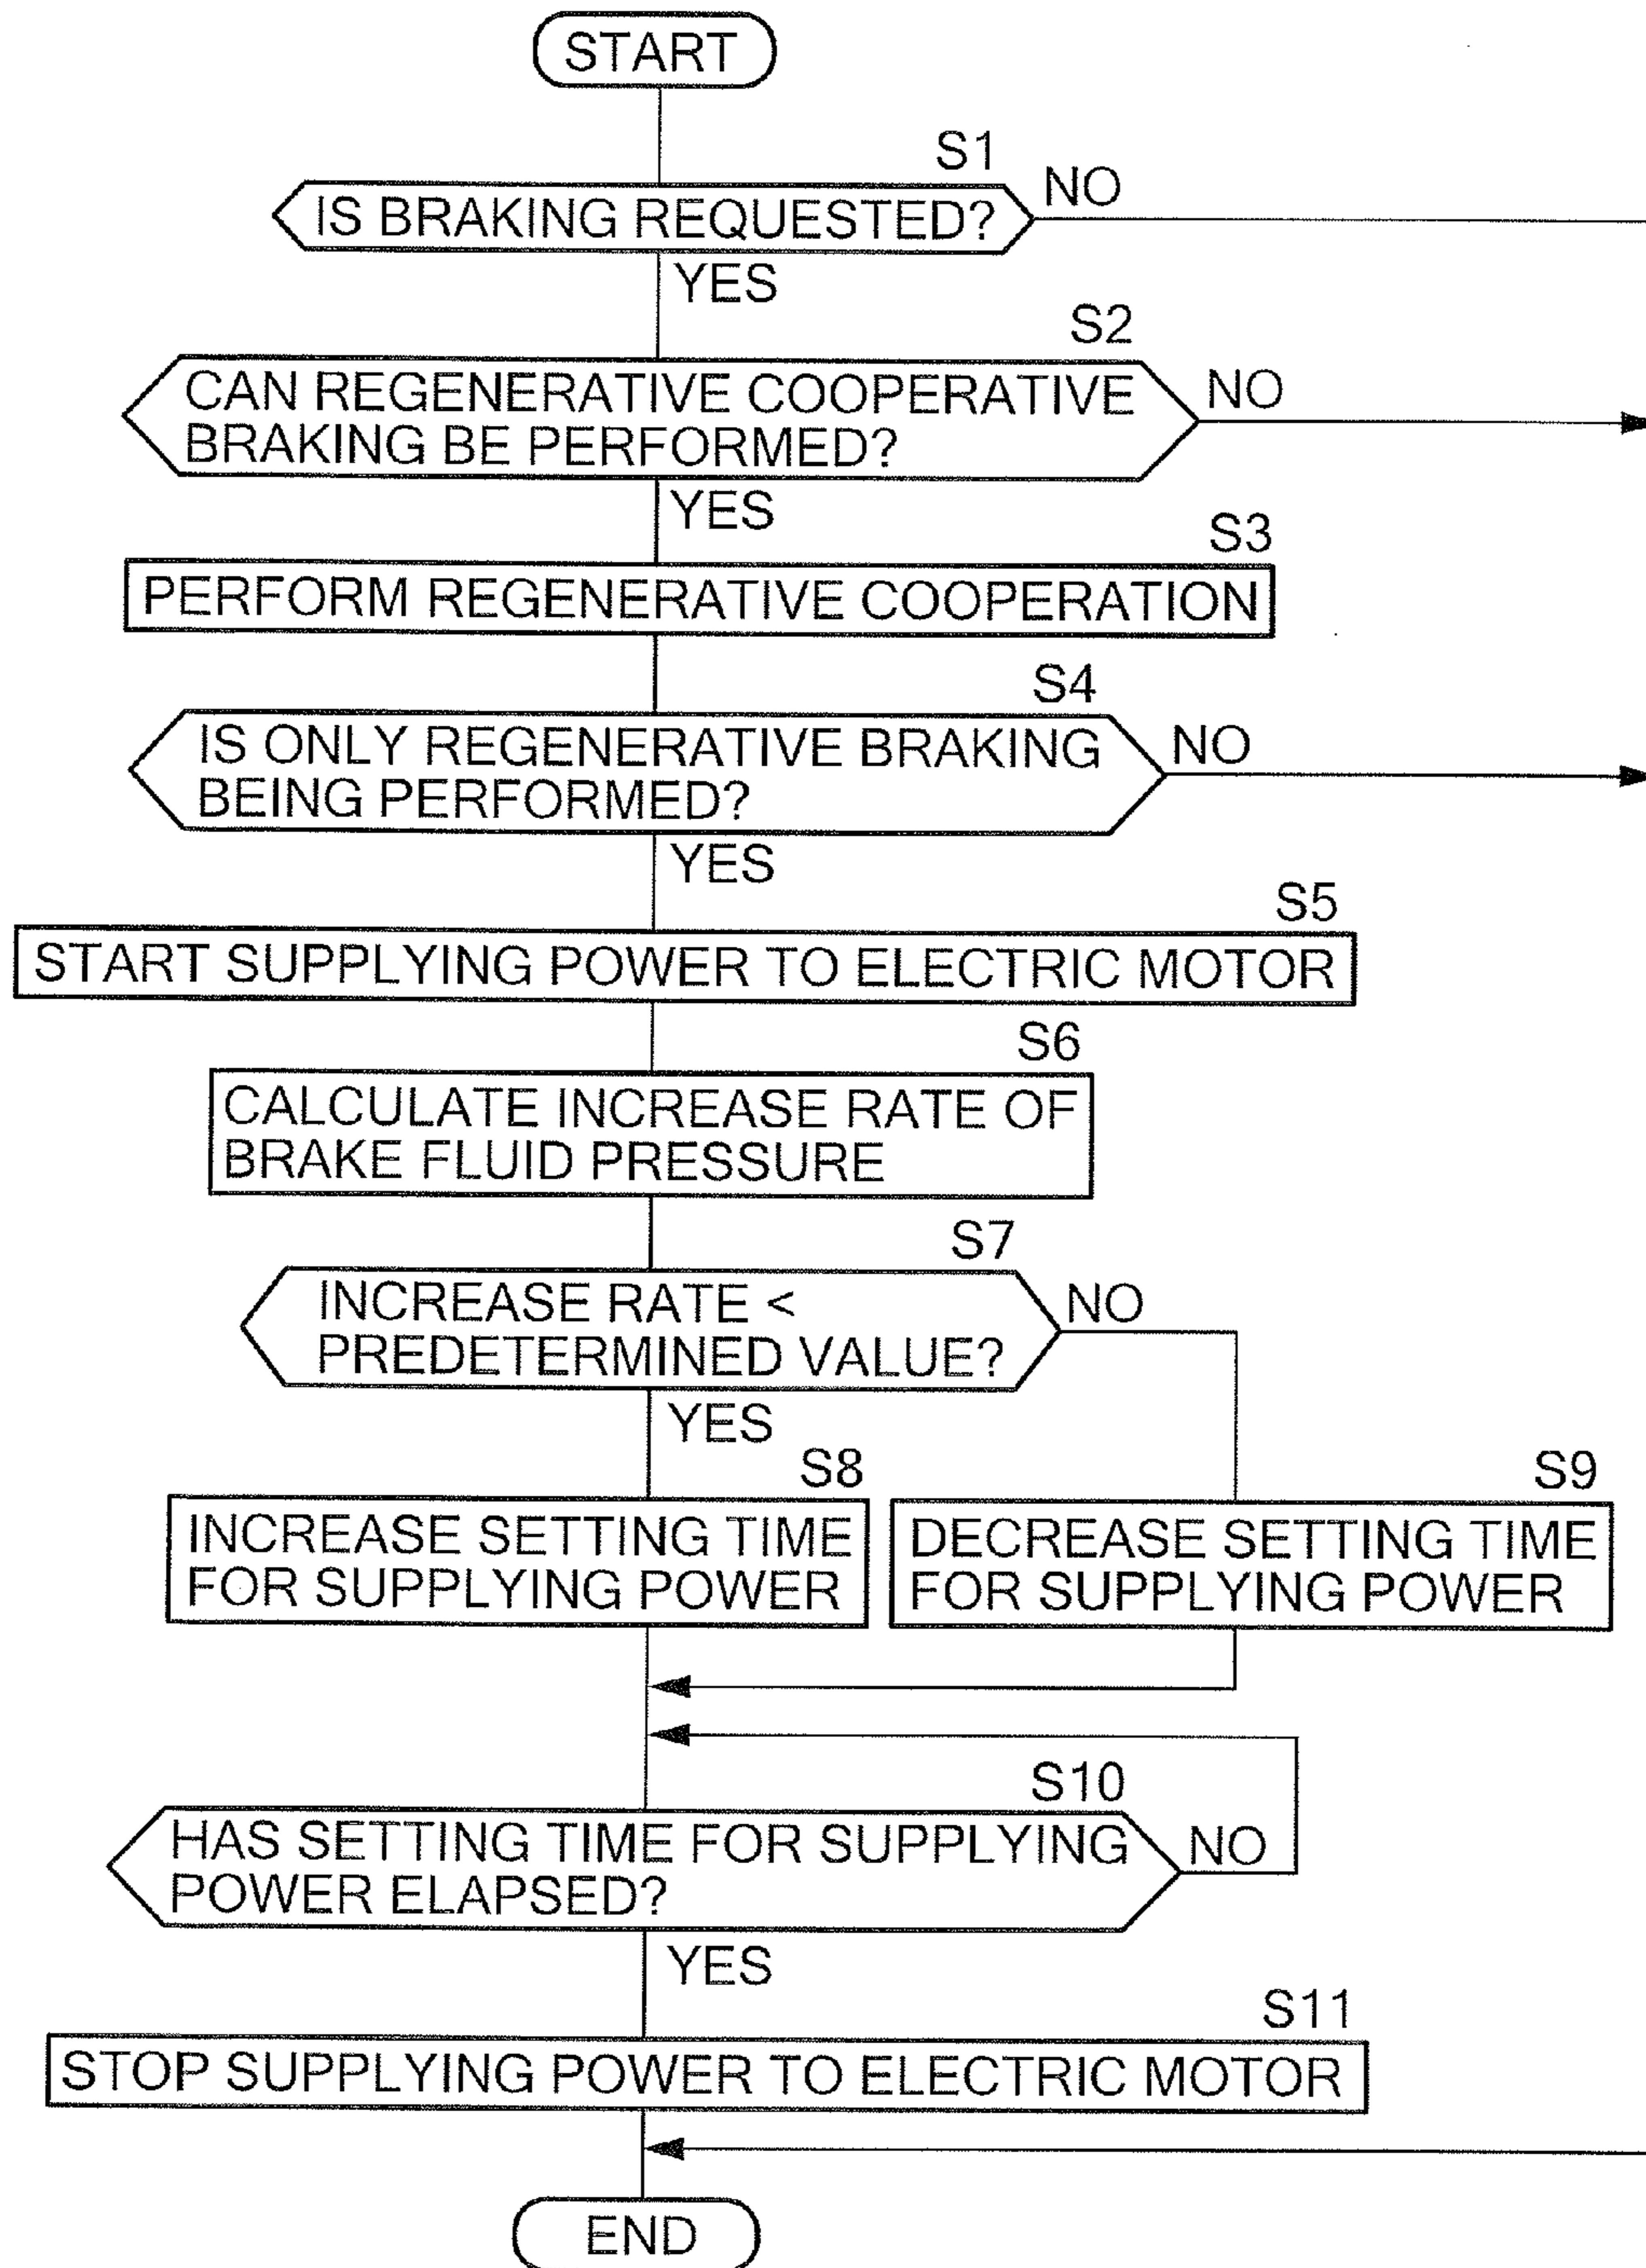 START
S1
IS BRAKING REQUESTED?
NO
YES
S2
CAN REGENERATIVE COOPERATIVE
BRAKING BE PERFORMED?
NO
YES
S3
PERFORM REGENERATIVE COOPERATION
S4
IS ONLY REGENERATIVE BRAKING
BEING PERFORMED?
NO
YES
S5
START SUPPLYING POWER TO ELECTRIC MOTOR
S6
CALCULATE INCREASE RATE OF
BRAKE FLUID PRESSURE
S7
INCREASE RATE <
PREDETERMINED VALUE?
NO
YES
S8
INCREASE SETTING TIME
FOR SUPPLYING POWER
S9
DECREASE SETTING TIME
FOR SUPPLYING POWER
S10
HAS SETTING TIME FOR SUPPLYING
POWER ELAPSED?
NO
YES
S11
STOP SUPPLYING POWER TO ELECTRIC MOTOR
END